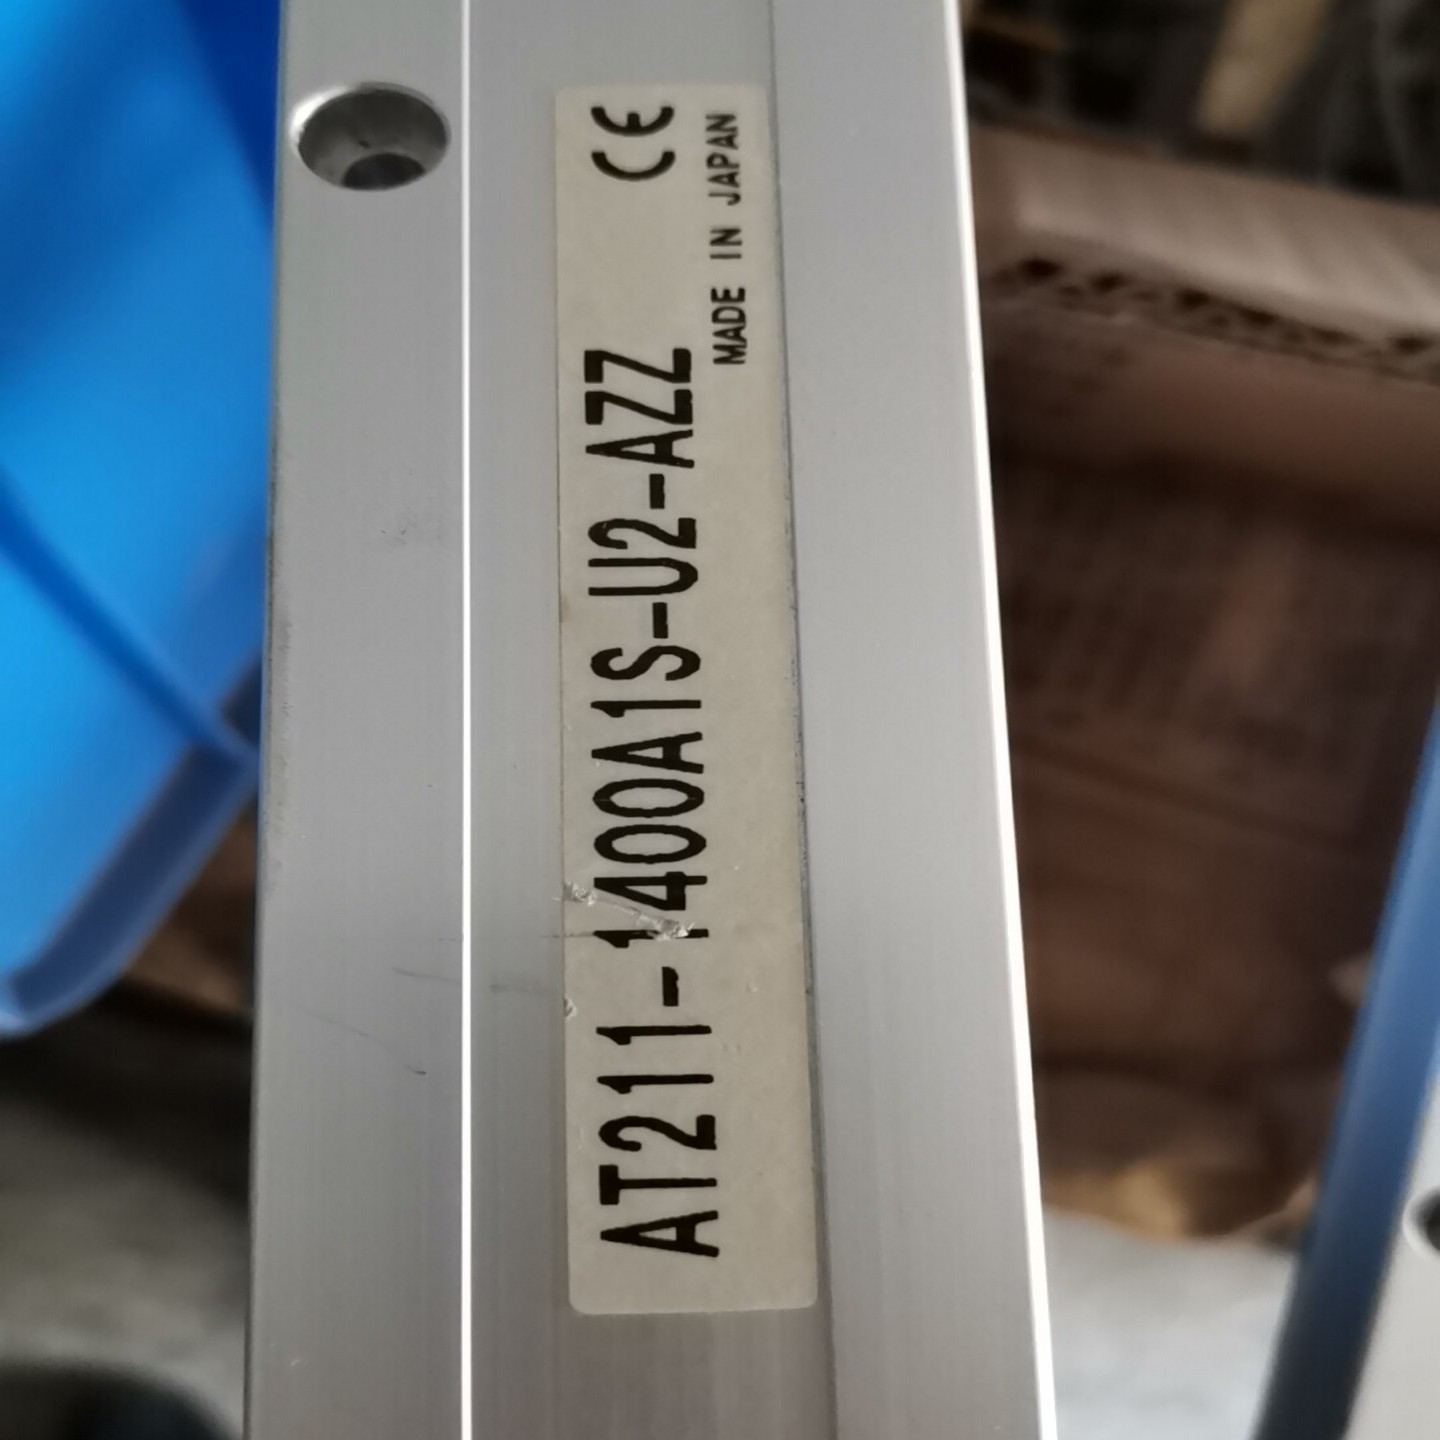 AT211-1400A1S-U2-AZZ
CE
MADE IN JAPAN